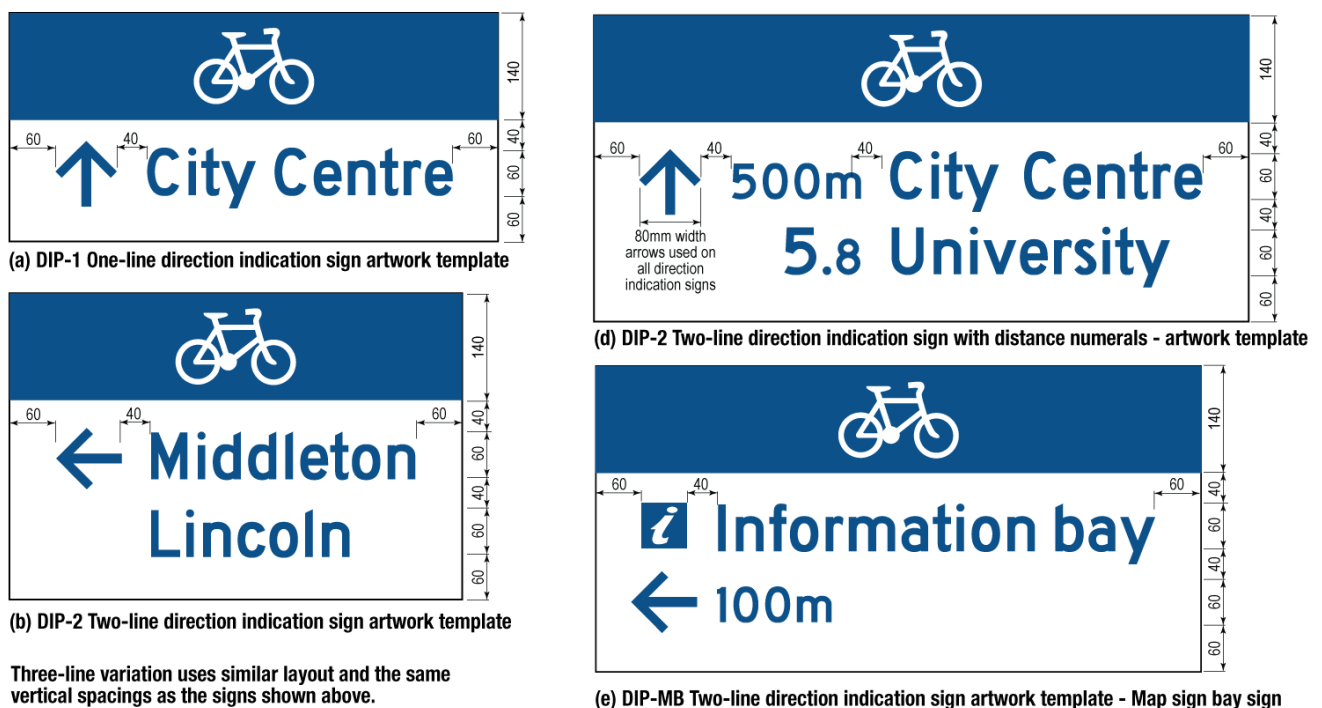 140
60
40
60
40
City Centre
60
60
(a) DIP-1 One-line direction indication sign artwork template
140
60
40
60
40
Middleton
60
40
Lincoln
60
60
(b) DIP-2 Two-line direction indication sign artwork template
Three-line variation uses similar layout and the same
vertical spacings as the signs shown above.
140
60
40
40
60
40
500m City Centre
60
80mm width
arrows used on
all direction
indication signs
40
5.8 University
60
60
(d) DIP-2 Two-line direction indication sign with distance numerals - artwork template
140
60
40
60
40
i Information bay
60
40
100m
60
60
(e) DIP-MB Two-line direction indication sign artwork template - Map sign bay sign